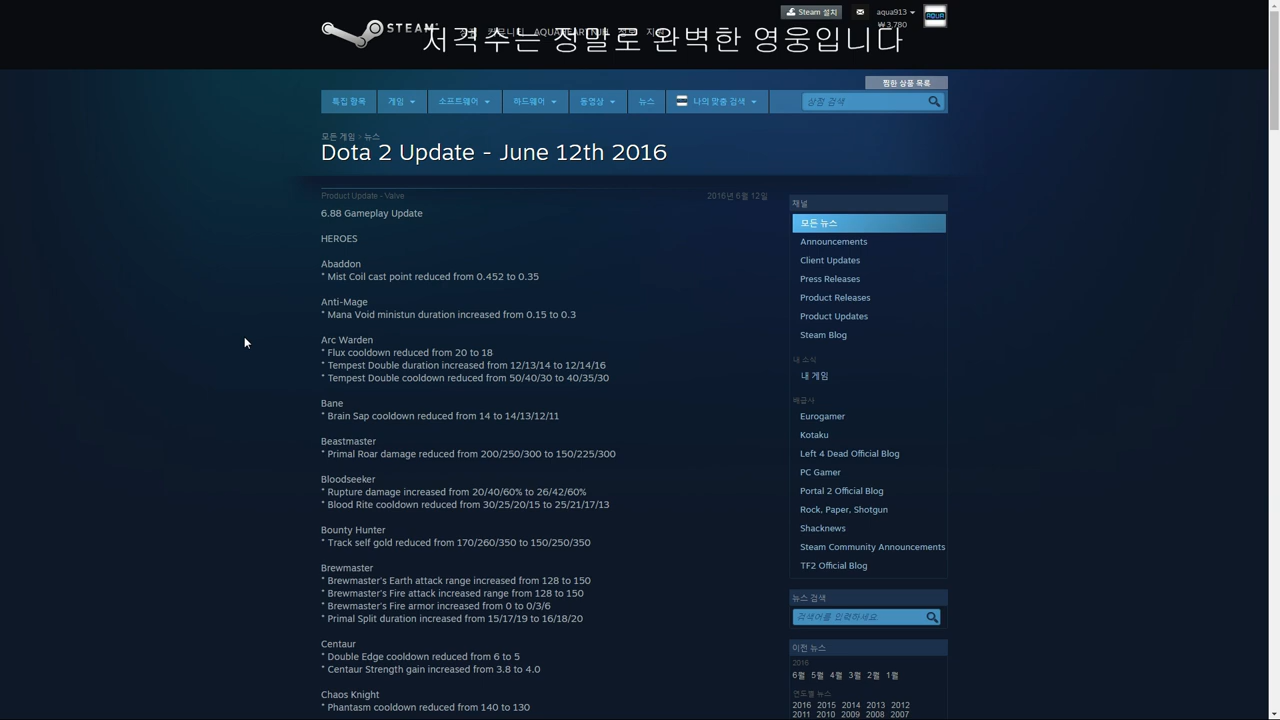 STEAM
Steam 설치
aqua913
₩ 3,780
저격수는 정말로 완벽한 영웅입니다
찜한 상품 목록
특집 항목 게임 소프트웨어 하드웨어 동영상 뉴스 나의 맞춤 검색 상점 검색
모든 게임 > 뉴스
Dota 2 Update - June 12th 2016
Product Update - Valve 2016년 6월 12일
6.88 Gameplay Update
HEROES
Abaddon
* Mist Coil cast point reduced from 0.452 to 0.35
Anti-Mage
* Mana Void ministun duration increased from 0.15 to 0.3
Arc Warden
* Flux cooldown reduced from 20 to 18
* Tempest Double duration increased from 12/13/14 to 12/14/16
* Tempest Double cooldown reduced from 50/40/30 to 40/35/30
Bane
* Brain Sap cooldown reduced from 14 to 14/13/12/11
Beastmaster
* Primal Roar damage reduced from 200/250/300 to 150/225/300
Bloodseeker
* Rupture damage increased from 20/40/60% to 26/42/60%
* Blood Rite cooldown reduced from 30/25/20/15 to 25/21/17/13
Bounty Hunter
* Track self gold reduced from 170/260/350 to 150/250/350
Brewmaster
* Brewmaster's Earth attack range increased from 128 to 150
* Brewmaster's Fire attack increased range from 128 to 150
* Brewmaster's Fire armor increased from 0 to 0/3/6
* Primal Split duration increased from 15/17/19 to 16/18/20
Centaur
* Double Edge cooldown reduced from 6 to 5
* Centaur Strength gain increased from 3.8 to 4.0
Chaos Knight
* Phantasm cooldown reduced from 140 to 130
채널
모든 뉴스
Announcements
Client Updates
Press Releases
Product Releases
Product Updates
Steam Blog
내 소식
내 게임
배급사
Eurogamer
Kotaku
Left 4 Dead Official Blog
PC Gamer
Portal 2 Official Blog
Rock, Paper, Shotgun
Shacknews
Steam Community Announcements
TF2 Official Blog
뉴스 검색
검색어를 입력하세요.
이전 뉴스
2016
6월 5월 4월 3월 2월 1월
연도별 뉴스
2016 2015 2014 2013 2012
2011 2010 2009 2008 2007